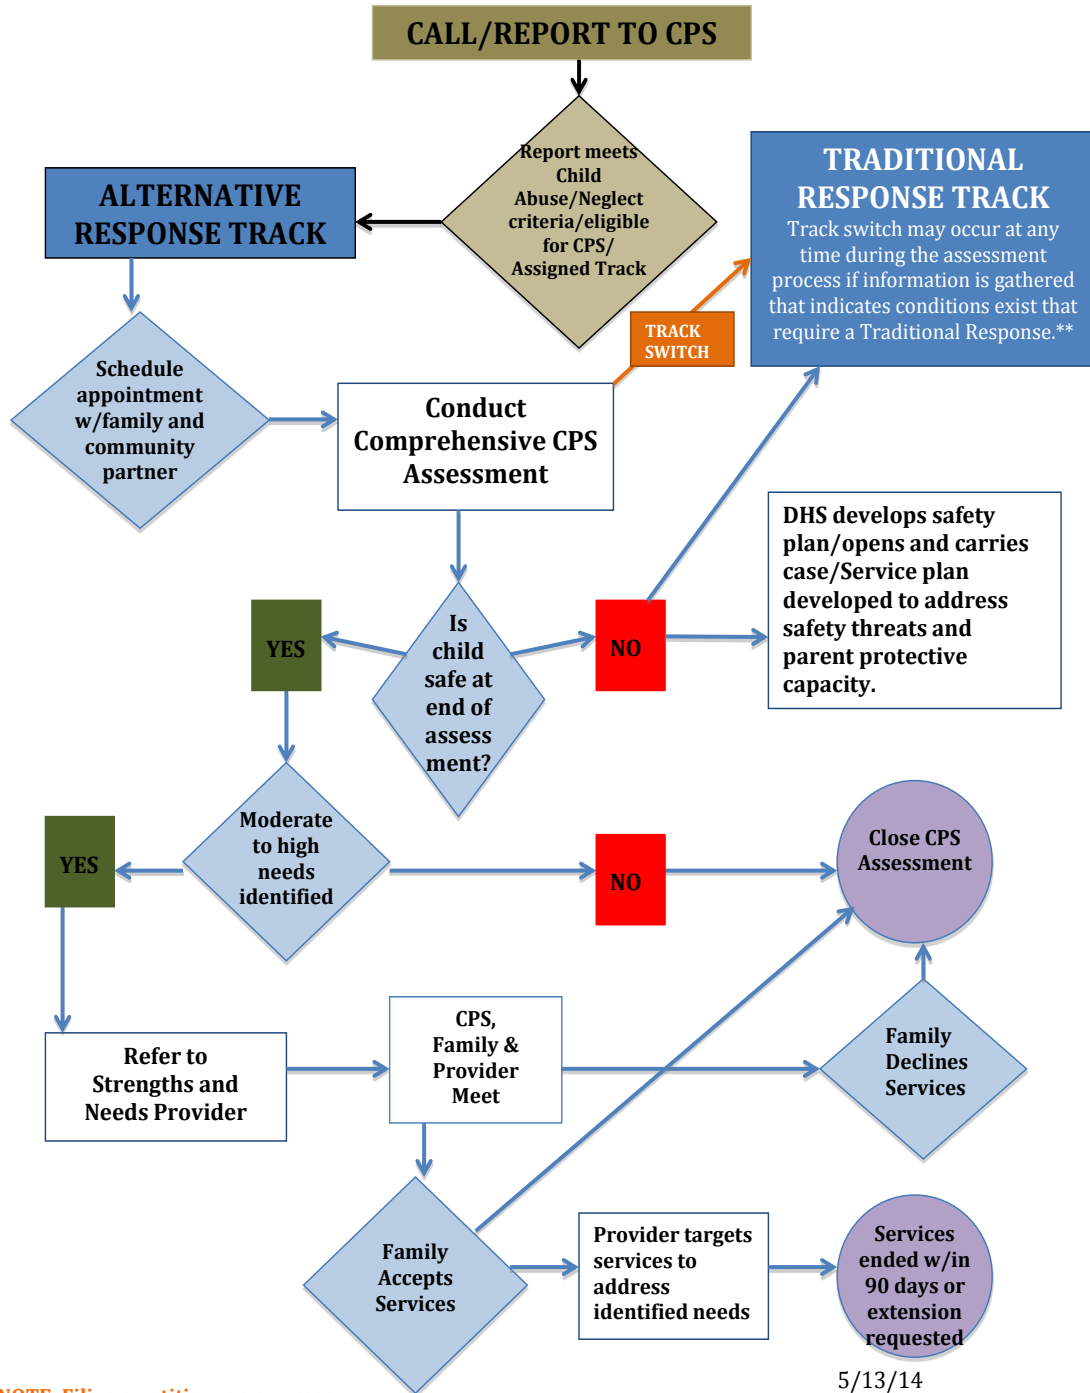 CALL/REPORT TO CPS
Report meets
Child
Abuse/Neglect
criteria/eligible
for CPS/
Assigned Track
ALTERNATIVE
RESPONSE TRACK
TRADITIONAL
RESPONSE TRACK
Track switch may occur at any
time during the assessment
process if information is gathered
that indicates conditions exist that
require a Traditional Response.**
TRACK
SWITCH
Schedule
appointment
w/family and
community
partner
Conduct
Comprehensive CPS
Assessment
DHS develops safety
plan/opens and carries
case/Service plan
developed to address
safety threats and
parent protective
capacity.
Is
child
safe at
end of
assess
ment?
YES
NO
Moderate
to high
needs
identified
YES
NO
Close CPS
Assessment
Refer to
Strengths and
Needs Provider
CPS,
Family &
Provider
Meet
Family
Declines
Services
Family
Accepts
Services
Provider targets
services to
address
identified needs
Services
ended w/in
90 days or
extension
requested
5/13/14